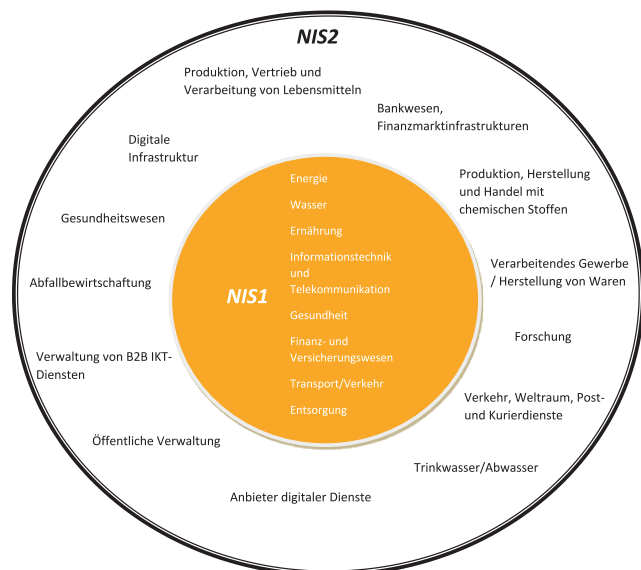 NIS2
Produktion, Vertrieb und
Verarbeitung von Lebensmitteln
Bankwesen,
Finanzmarktinfrastrukturen
Digitale
Infrastruktur
Produktion, Herstellung
und Handel mit
chemischen Stoffen
Gesundheitswesen
Verarbeitendes Gewerbe
/ Herstellung von Waren
Abfallbewirtschaftung
Forschung
Verwaltung von B2B IKT-
Diensten
Verkehr, Weltraum, Post-
und Kurierdienste
Öffentliche Verwaltung
Trinkwasser/Abwasser
Anbieter digitaler Dienste
NIS1
Energie
Wasser
Ernährung
Informationstechnik
und
Telekommunikation
Gesundheit
Finanz- und
Versicherungswesen
Transport/Verkehr
Entsorgung